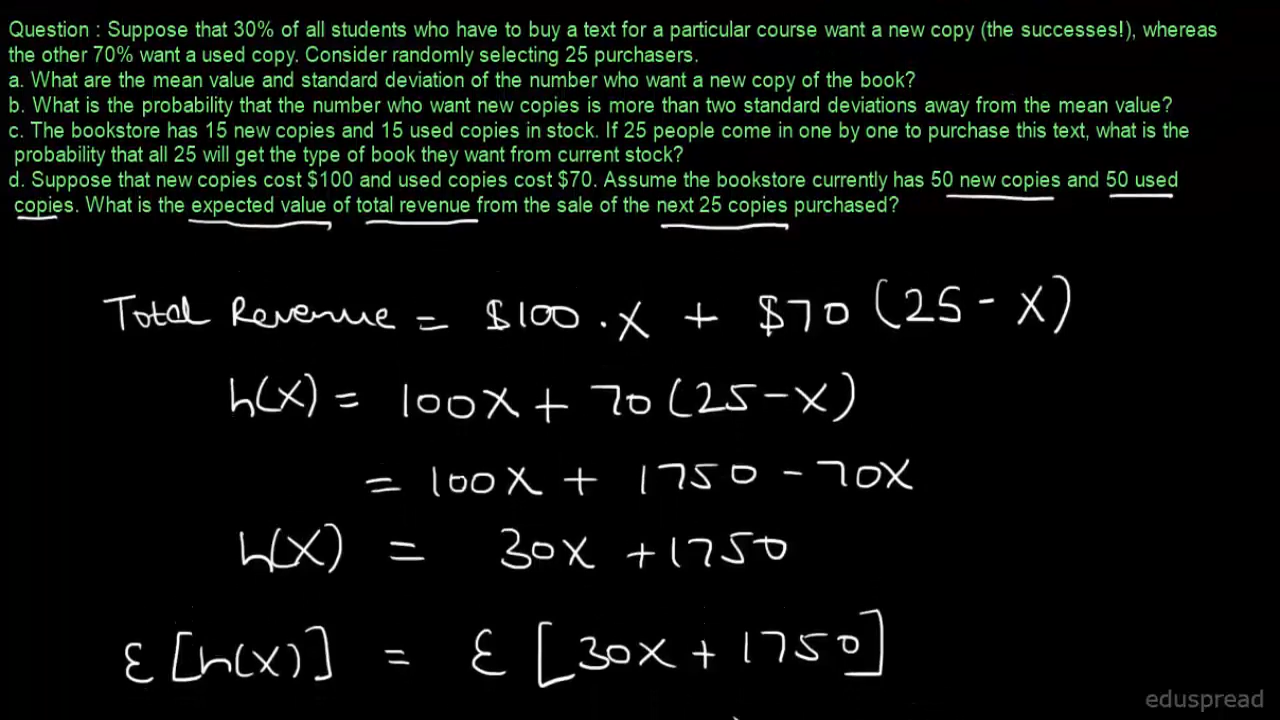 Question : Suppose that 30% of all students who have to buy a text for a particular course want a new copy (the successes!), whereas
the other 70% want a used copy. Consider randomly selecting 25 purchasers.
a. What are the mean value and standard deviation of the number who want a new copy of the book?
b. What is the probability that the number who want new copies is more than two standard deviations away from the mean value?
c. The bookstore has 15 new copies and 15 used copies in stock. If 25 people come in one by one to purchase this text, what is the
probability that all 25 will get the type of book they want from current stock?
d. Suppose that new copies cost $100 and used copies cost $70. Assume the bookstore currently has 50 new copies and 50 used
copies. What is the expected value of total revenue from the sale of the next 25 copies purchased?
Total Revenue = $100 . X + $70 (25 - X)
h(X) = 100X + 70 (25 - X)
= 100X + 1750 - 70X
h(X) = 30X + 1750
E [h(X)] = E [30X + 1750]
eduspread